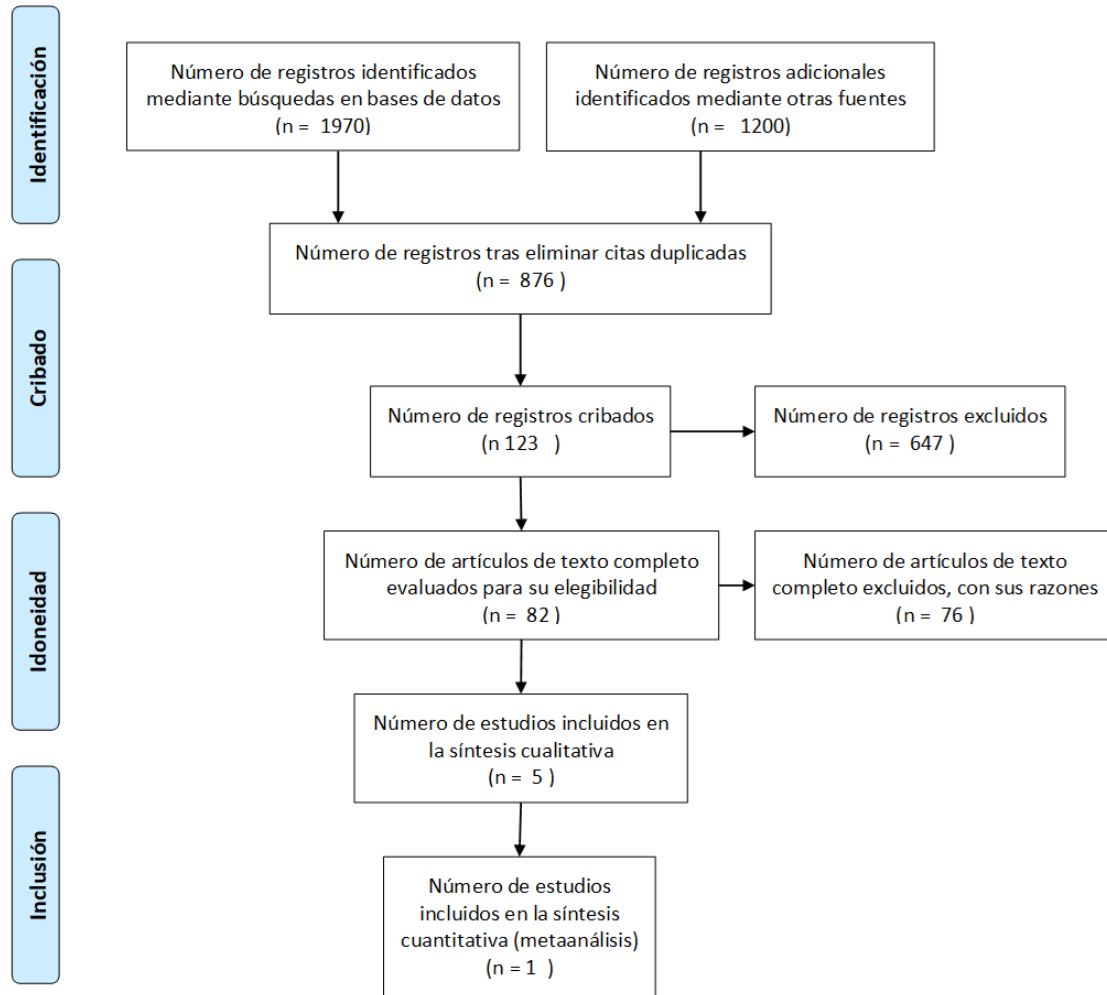 Identificación
Número de registros identificados
mediante búsquedas en bases de datos
(n = 1970)
Número de registros adicionales
identificados mediante otras fuentes
(n = 1200)
Número de registros tras eliminar citas duplicadas
(n = 876 )
Cribado
Número de registros cribados
(n 123 )
Número de registros excluidos
(n = 647 )
Idoneidad
Número de artículos de texto completo
evaluados para su elegibilidad
(n = 82 )
Número de artículos de texto
completo excluidos, con sus razones
(n = 76 )
Número de estudios incluidos en
la síntesis cualitativa
(n = 5 )
Inclusión
Número de estudios
incluidos en la síntesis
cuantitativa (metaanálisis)
(n = 1 )